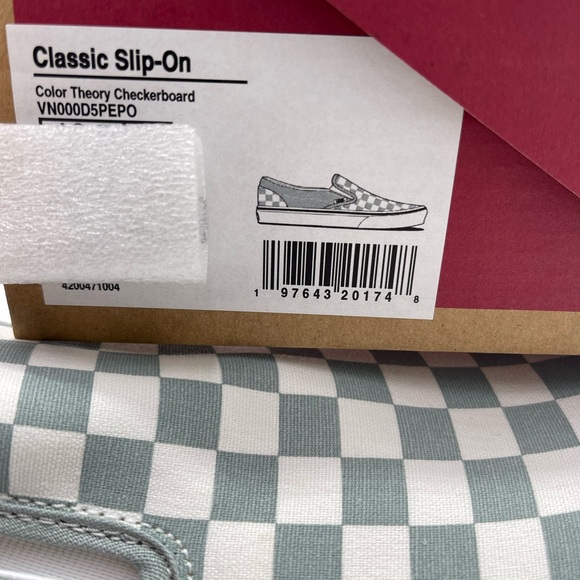 Classic Slip-On
Color Theory Checkerboard
VN000D5PEPO
4200471004
1 97643 20174 8